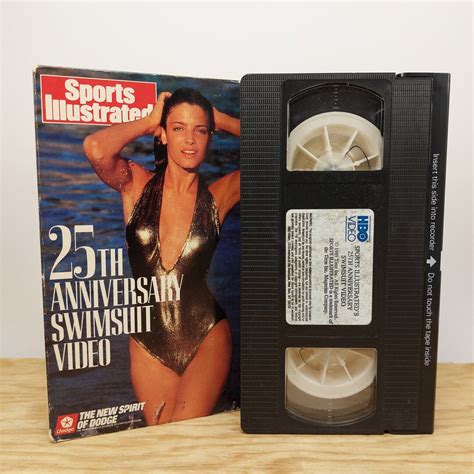 Sports
Illustrated
25TH
ANNIVERSARY
SWIMSUIT
VIDEO
THE NEW SPIRIT
OF DODGE
Dodge
HBO
VIDEO
SPORTS ILLUSTRATED'S
25TH ANNIVERSARY
SWIMSUIT VIDEO
Insert this side into recorder
Do not touch the tape inside